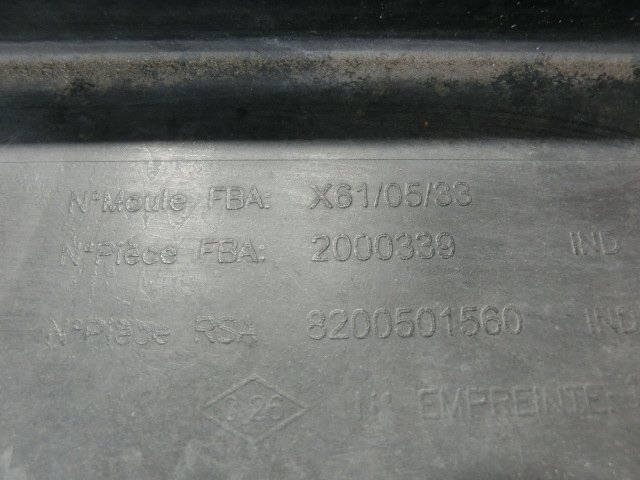 N°Moule FBA: X61/05/33
N°Pièce FBA: 2000339 IND
N°Pièce RSA 8200501560 IND
N° EMPREINTE